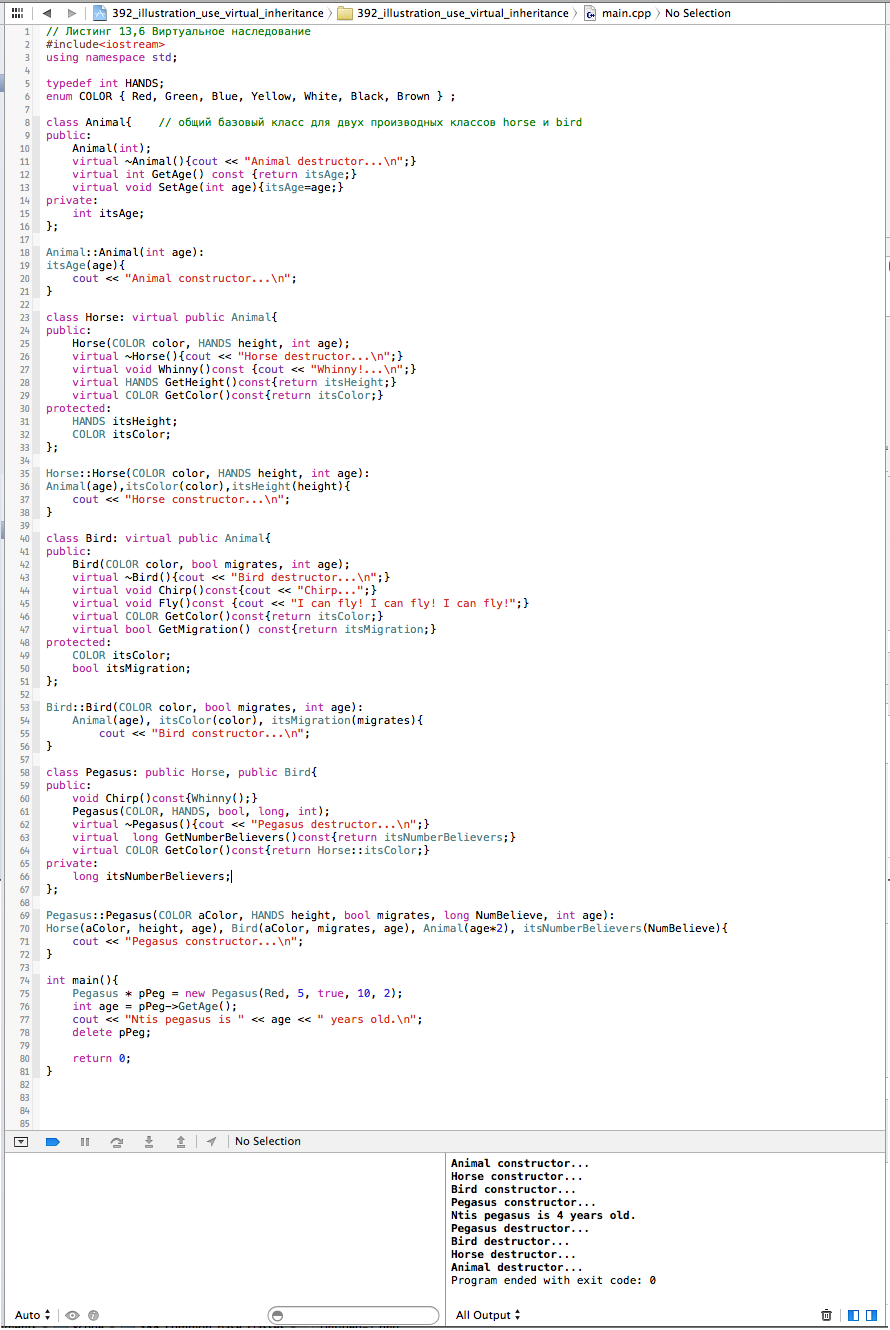 392_illustration_use_virtual_inheritance 392_illustration_use_virtual_inheritance main.cpp No Selection
1 // Листинг 13,6 Виртуальное наследование
2 #include<iostream>
3 using namespace std;
4
5 typedef int HANDS;
6 enum COLOR { Red, Green, Blue, Yellow, White, Black, Brown } ;
7
8 class Animal{    // общий базовый класс для двух производных классов horse и bird
9 public:
10     Animal(int);
11     virtual ~Animal(){cout << "Animal destructor...\n";}
12     virtual int GetAge() const {return itsAge;}
13     virtual void SetAge(int age){itsAge=age;}
14 private:
15     int itsAge;
16 };
17
18 Animal::Animal(int age):
19 itsAge(age){
20     cout << "Animal constructor...\n";
21 }
22
23 class Horse: virtual public Animal{
24 public:
25     Horse(COLOR color, HANDS height, int age);
26     virtual ~Horse(){cout << "Horse destructor...\n";}
27     virtual void Whinny()const {cout << "Whinny!...\n";}
28     virtual HANDS GetHeight()const{return itsHeight;}
29     virtual COLOR GetColor()const{return itsColor;}
30 protected:
31     HANDS itsHeight;
32     COLOR itsColor;
33 };
34
35 Horse::Horse(COLOR color, HANDS height, int age):
36 Animal(age),itsColor(color),itsHeight(height){
37     cout << "Horse constructor...\n";
38 }
39
40 class Bird: virtual public Animal{
41 public:
42     Bird(COLOR color, bool migrates, int age);
43     virtual ~Bird(){cout << "Bird destructor...\n";}
44     virtual void Chirp()const{cout << "Chirp...";}
45     virtual void Fly()const {cout << "I can fly! I can fly! I can fly!";}
46     virtual COLOR GetColor()const{return itsColor;}
47     virtual bool GetMigration() const{return itsMigration;}
48 protected:
49     COLOR itsColor;
50     bool itsMigration;
51 };
52
53 Bird::Bird(COLOR color, bool migrates, int age):
54     Animal(age), itsColor(color), itsMigration(migrates){
55         cout << "Bird constructor...\n";
56 }
57
58 class Pegasus: public Horse, public Bird{
59 public:
60     void Chirp()const{Whinny();}
61     Pegasus(COLOR, HANDS, bool, long, int);
62     virtual ~Pegasus(){cout << "Pegasus destructor...\n";}
63     virtual  long GetNumberBelievers()const{return itsNumberBelievers;}
64     virtual COLOR GetColor()const{return Horse::itsColor;}
65 private:
66     long itsNumberBelievers;
67 };
68
69 Pegasus::Pegasus(COLOR aColor, HANDS height, bool migrates, long NumBelieve, int age):
70 Horse(aColor, height, age), Bird(aColor, migrates, age), Animal(age*2), itsNumberBelievers(NumBelieve){
71     cout << "Pegasus constructor...\n";
72 }
73
74 int main(){
75     Pegasus * pPeg = new Pegasus(Red, 5, true, 10, 2);
76     int age = pPeg->GetAge();
77     cout << "Ntis pegasus is " << age << " years old.\n";
78     delete pPeg;
79
80     return 0;
81 }
82
83
84
85
No Selection
Animal constructor...
Horse constructor...
Bird constructor...
Pegasus constructor...
Ntis pegasus is 4 years old.
Pegasus destructor...
Bird destructor...
Horse destructor...
Animal destructor...
Program ended with exit code: 0
Auto
All Output